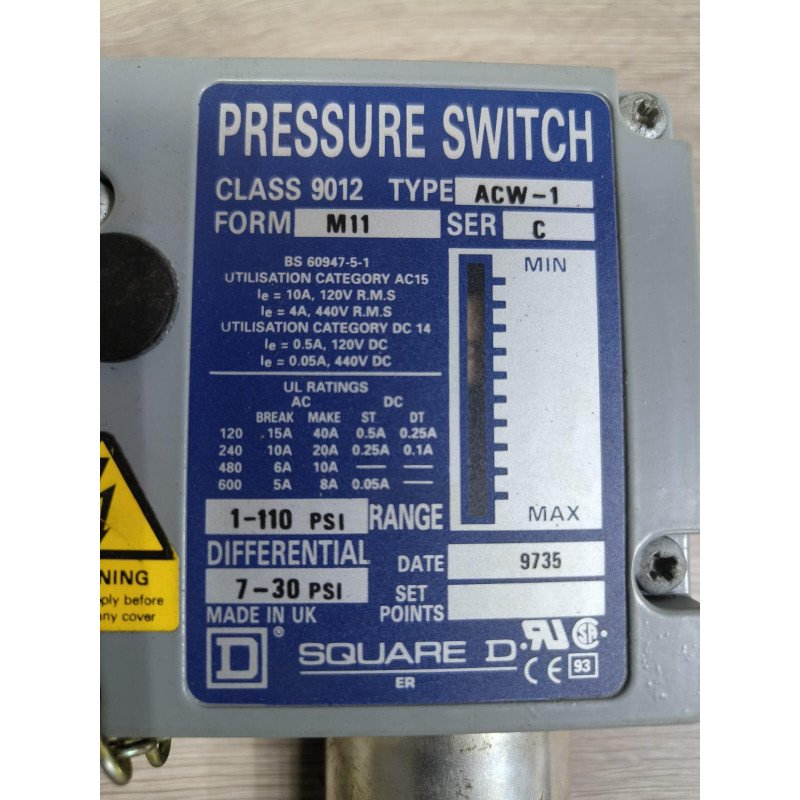 PRESSURE SWITCH
CLASS 9012 TYPE ACW-1
FORM M11 SER C
BS 60947-5-1
UTILISATION CATEGORY AC15
Ie = 10A, 120V R.M.S
Ie = 4A, 440V R.M.S
UTILISATION CATEGORY DC 14
Ie = 0.5A, 120V DC
Ie = 0.05A, 440V DC
MIN
MAX
UL RATINGS
AC DC
BREAK MAKE ST DT
120 15A 40A 0.5A 0.25A
240 10A 20A 0.25A 0.1A
480 6A 10A — —
600 5A 8A 0.05A —
1-110 PSI RANGE
DIFFERENTIAL
7-30 PSI
DATE 9735
SET POINTS
MADE IN UK
D ® SQUARE D
ER
UR SA
CE 93
NING
ply before
any cover